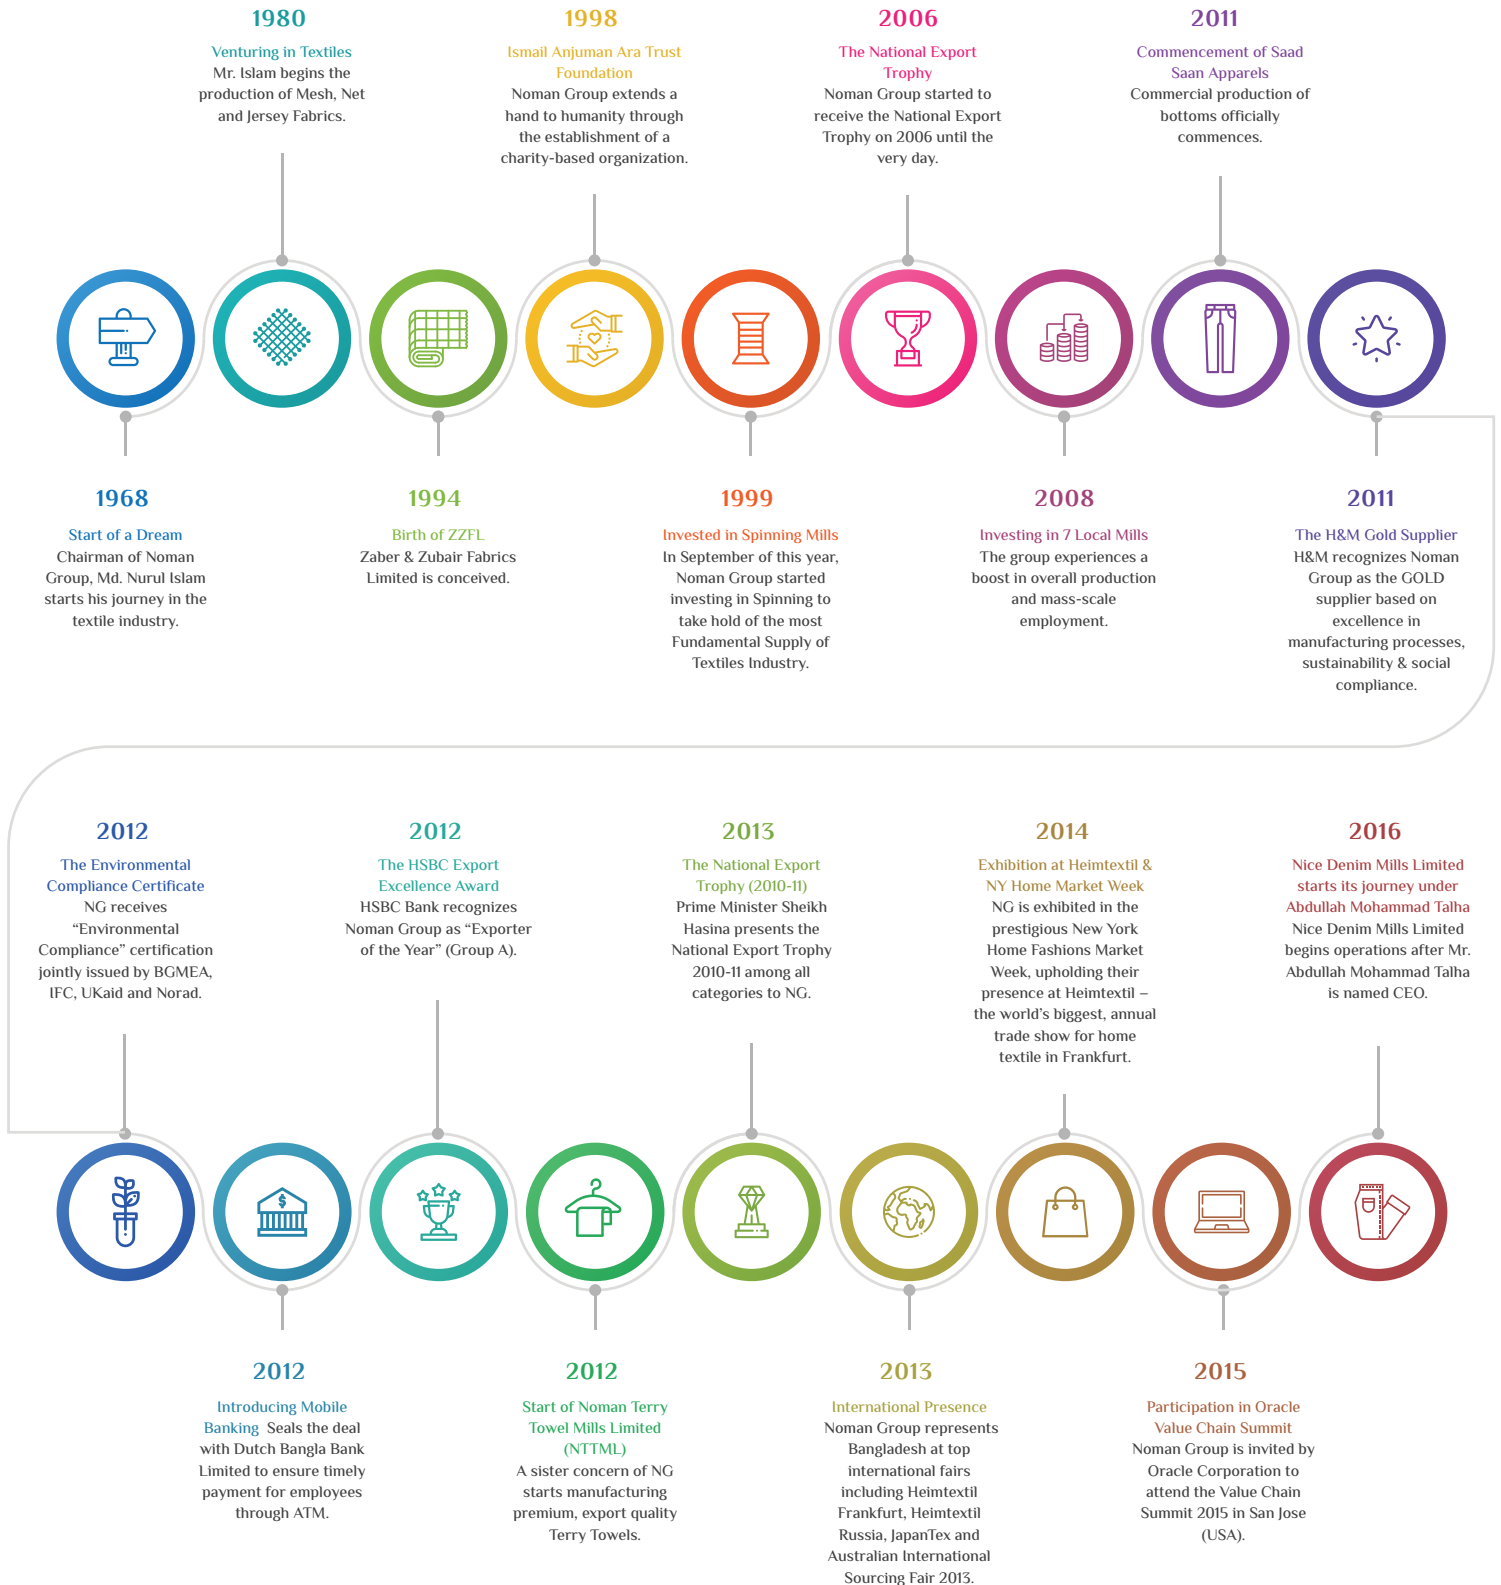 1980
Venturing in Textiles
Mr. Islam begins the
production of Mesh, Net
and Jersey Fabrics.
1998
Ismail Anjuman Ara Trust
Foundation
Noman Group extends a
hand to humanity through
the establishment of a
charity-based organization.
2006
The National Export
Trophy
Noman Group started to
receive the National Export
Trophy on 2006 until the
very day.
2011
Commencement of Saad
Saan Apparels
Commercial production of
bottoms officially
commences.
1968
Start of a Dream
Chairman of Noman
Group, Md. Nurul Islam
starts his journey in the
textile industry.
1994
Birth of ZZFL
Zaber & Zubair Fabrics
Limited is conceived.
1999
Invested in Spinning Mills
In September of this year,
Noman Group started
investing in Spinning to
take hold of the most
Fundamental Supply of
Textiles Industry.
2008
Investing in 7 Local Mills
The group experiences a
boost in overall production
and mass-scale
employment.
2011
The H&M Gold Supplier
H&M recognizes Noman
Group as the GOLD
supplier based on
excellence in
manufacturing processes,
sustainability & social
compliance.
2012
The Environmental
Compliance Certificate
NG receives
“Environmental
Compliance” certification
jointly issued by BGMEA,
IFC, UKaid and Norad.
2012
The HSBC Export
Excellence Award
HSBC Bank recognizes
Noman Group as “Exporter
of the Year” (Group A).
2013
The National Export
Trophy (2010-11)
Prime Minister Sheikh
Hasina presents the
National Export Trophy
2010-11 among all
categories to NG.
2014
Exhibition at Heimtextil &
NY Home Market Week
NG is exhibited in the
prestigious New York
Home Fashions Market
Week, upholding their
presence at Heimtextil –
the world’s biggest, annual
trade show for home
textile in Frankfurt.
2016
Nice Denim Mills Limited
starts its journey under
Abdullah Mohammad Talha
Nice Denim Mills Limited
begins operations after Mr.
Abdullah Mohammad Talha
is named CEO.
$
2012
Introducing Mobile
Banking Seals the deal
with Dutch Bangla Bank
Limited to ensure timely
payment for employees
through ATM.
2012
Start of Noman Terry
Towel Mills Limited
(NTTML)
A sister concern of NG
starts manufacturing
premium, export quality
Terry Towels.
2013
International Presence
Noman Group represents
Bangladesh at top
international fairs
including Heimtextil
Frankfurt, Heimtextil
Russia, JapanTex and
Australian International
Sourcing Fair 2013.
2015
Participation in Oracle
Value Chain Summit
Noman Group is invited by
Oracle Corporation to
attend the Value Chain
Summit 2015 in San Jose
(USA).